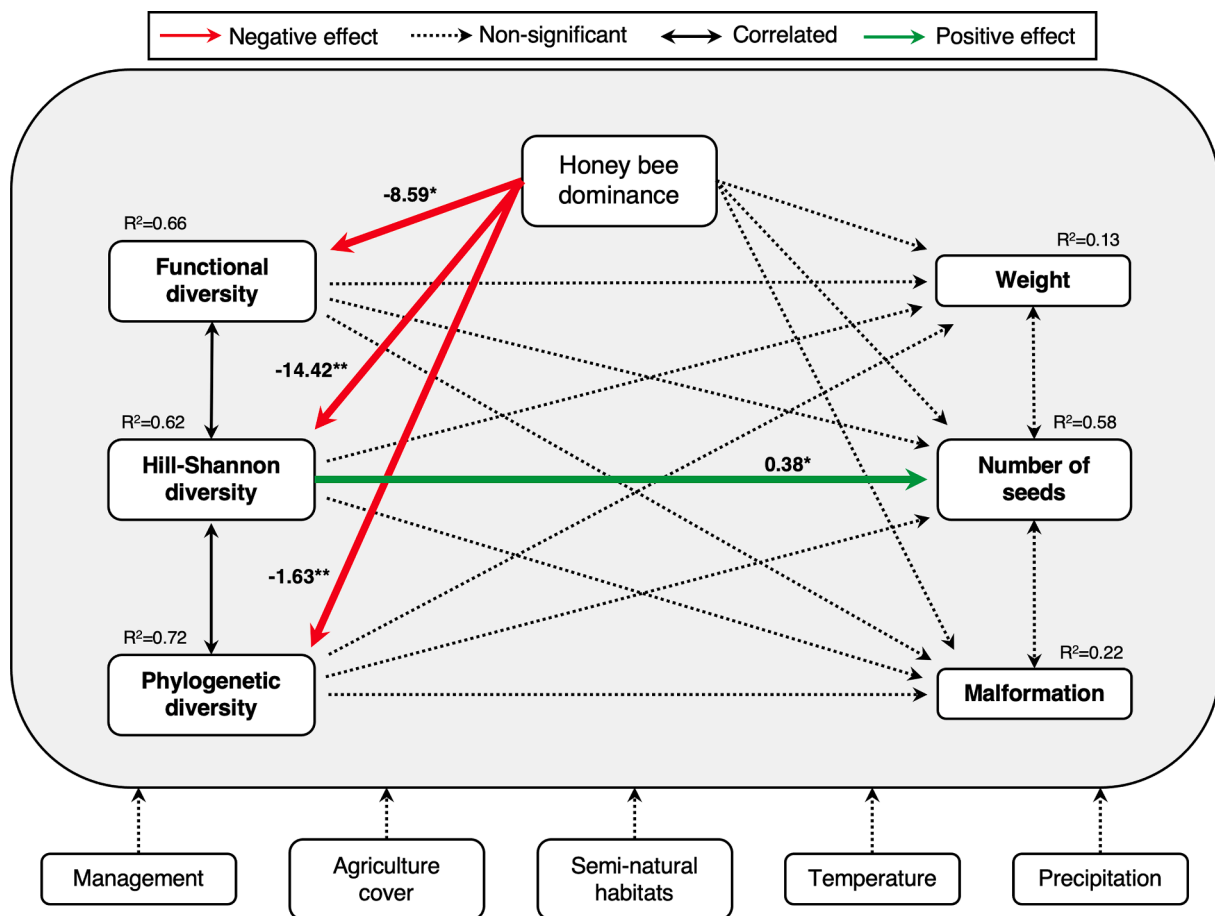 Negative effect
Non-significant
Correlated
Positive effect
Honey bee
dominance
-8.59*
R²=0.66
Functional
diversity
R²=0.13
Weight
-14.42**
R²=0.62
Hill-Shannon
diversity
0.38*
R²=0.58
Number of
seeds
-1.63**
R²=0.72
Phylogenetic
diversity
R²=0.22
Malformation
Management
Agriculture
cover
Semi-natural
habitats
Temperature
Precipitation